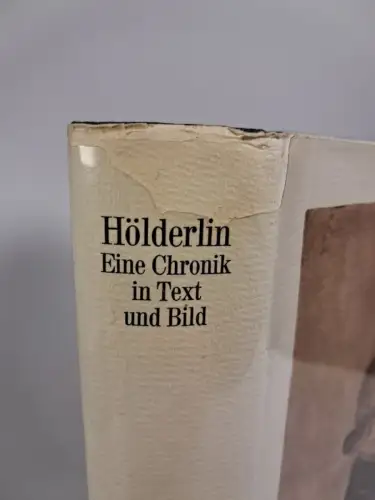 Hölderlin
Eine Chronik
in Text
und Bild